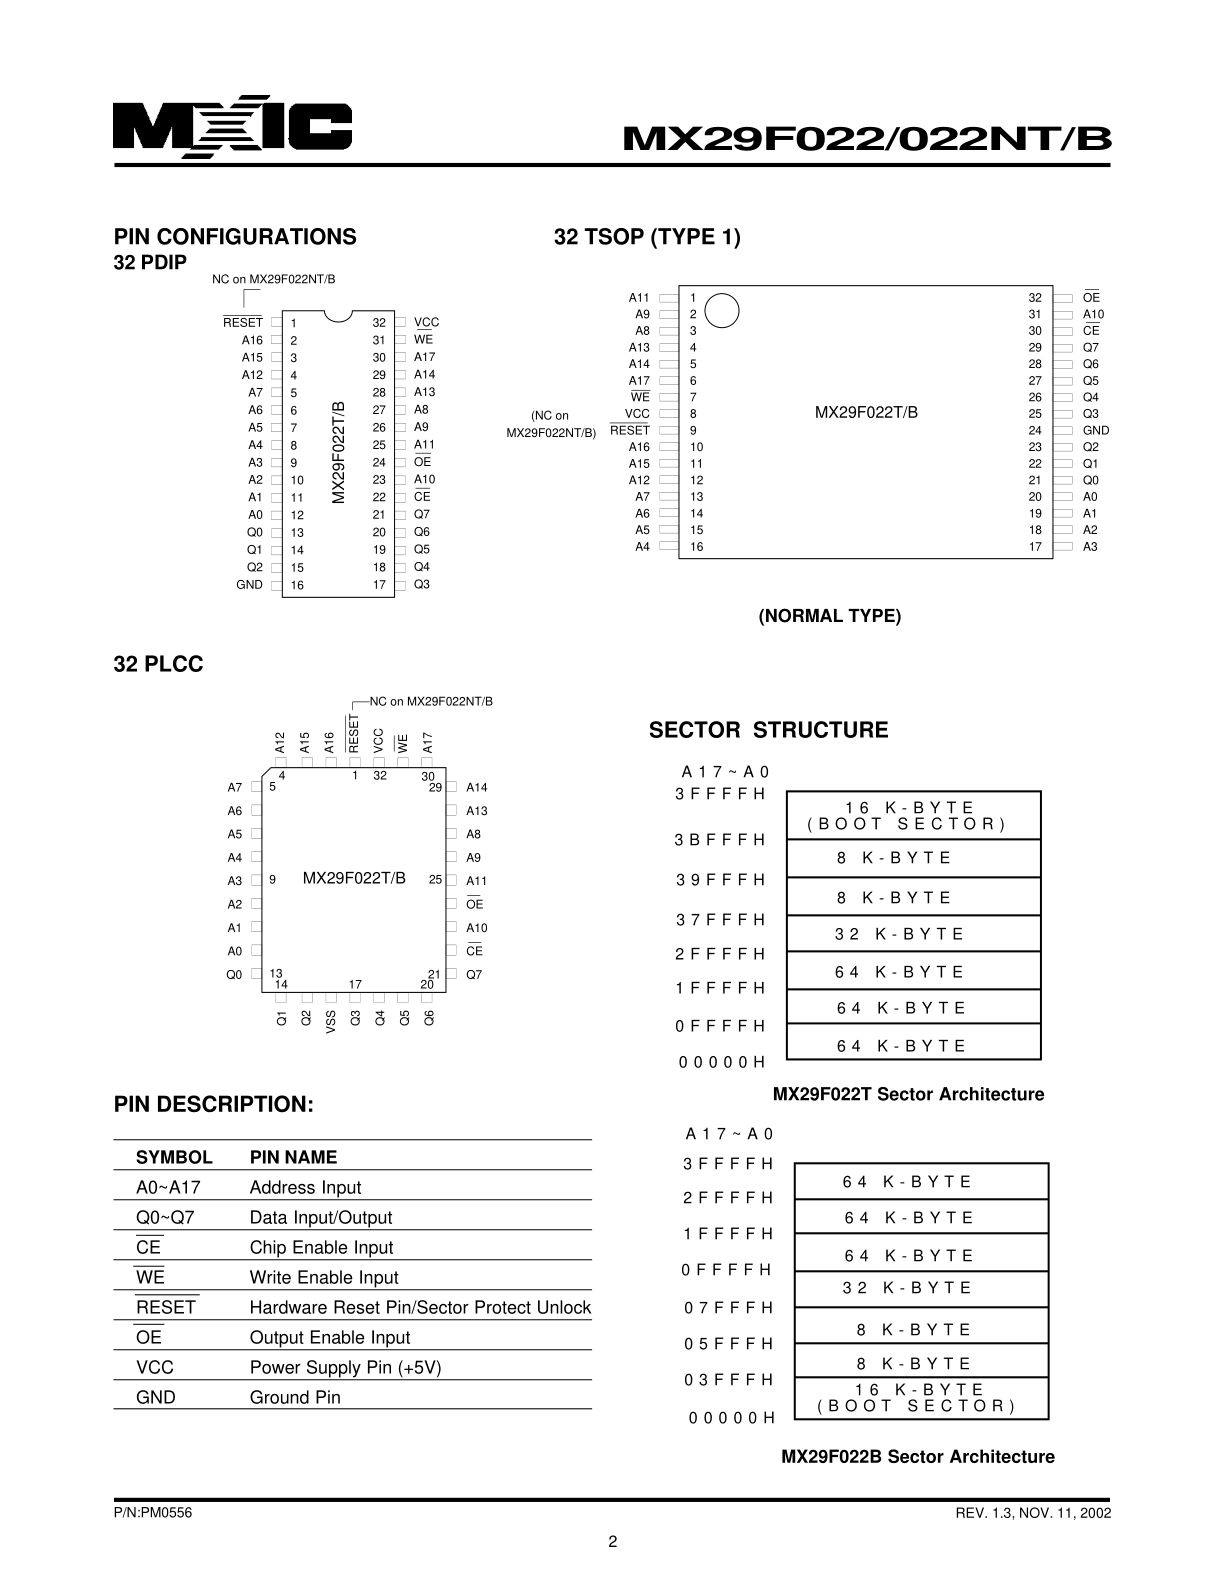 MXIC
MX29F022/022NT/B
PIN CONFIGURATIONS
32 PDIP
NC on MX29F022NT/B
RESET 1 32 VCC
A16 2 31 WE
A15 3 30 A17
A12 4 29 A14
A7 5 28 A13
A6 6 27 A8
A5 7 26 A9
A4 8 25 A11
A3 9 24 OE
A2 10 23 A10
A1 11 22 CE
A0 12 21 Q7
Q0 13 20 Q6
Q1 14 19 Q5
Q2 15 18 Q4
GND 16 17 Q3
MX29F022T/B
32 TSOP (TYPE 1)
A11 1 32 OE
A9 2 31 A10
A8 3 30 CE
A13 4 29 Q7
A14 5 28 Q6
A17 6 27 Q5
WE 7 26 Q4
VCC 8 25 Q3
RESET 9 24 GND
A16 10 23 Q2
A15 11 22 Q1
A12 12 21 Q0
A7 13 20 A0
A6 14 19 A1
A5 15 18 A2
A4 16 17 A3
MX29F022T/B
(NC on
MX29F022NT/B)
(NORMAL TYPE)
32 PLCC
NC on MX29F022NT/B
A12 A15 A16 RESET VCC WE A17
4 1 32 30
A7 5 29 A14
A6 A13
A5 A8
A4 A9
A3 9 MX29F022T/B 25 A11
A2 OE
A1 A10
A0 CE
Q0 13 21 Q7
14 17 20
Q1 Q2 VSS Q3 Q4 Q5 Q6
SECTOR STRUCTURE
A17~A0
3FFFFH
16 K-BYTE
(BOOT SECTOR)
3BFFFH
8 K-BYTE
39FFFH
8 K-BYTE
37FFFH
32 K-BYTE
2FFFFH
64 K-BYTE
1FFFFH
64 K-BYTE
0FFFFH
64 K-BYTE
00000H
MX29F022T Sector Architecture
A17~A0
3FFFFH
64 K-BYTE
2FFFFH
64 K-BYTE
1FFFFH
64 K-BYTE
0FFFFH
32 K-BYTE
07FFFH
8 K-BYTE
05FFFH
8 K-BYTE
03FFFH
16 K-BYTE
(BOOT SECTOR)
00000H
MX29F022B Sector Architecture
PIN DESCRIPTION:
SYMBOL PIN NAME
A0~A17 Address Input
Q0~Q7 Data Input/Output
CE Chip Enable Input
WE Write Enable Input
RESET Hardware Reset Pin/Sector Protect Unlock
OE Output Enable Input
VCC Power Supply Pin (+5V)
GND Ground Pin
P/N:PM0556
REV. 1.3, NOV. 11, 2002
2